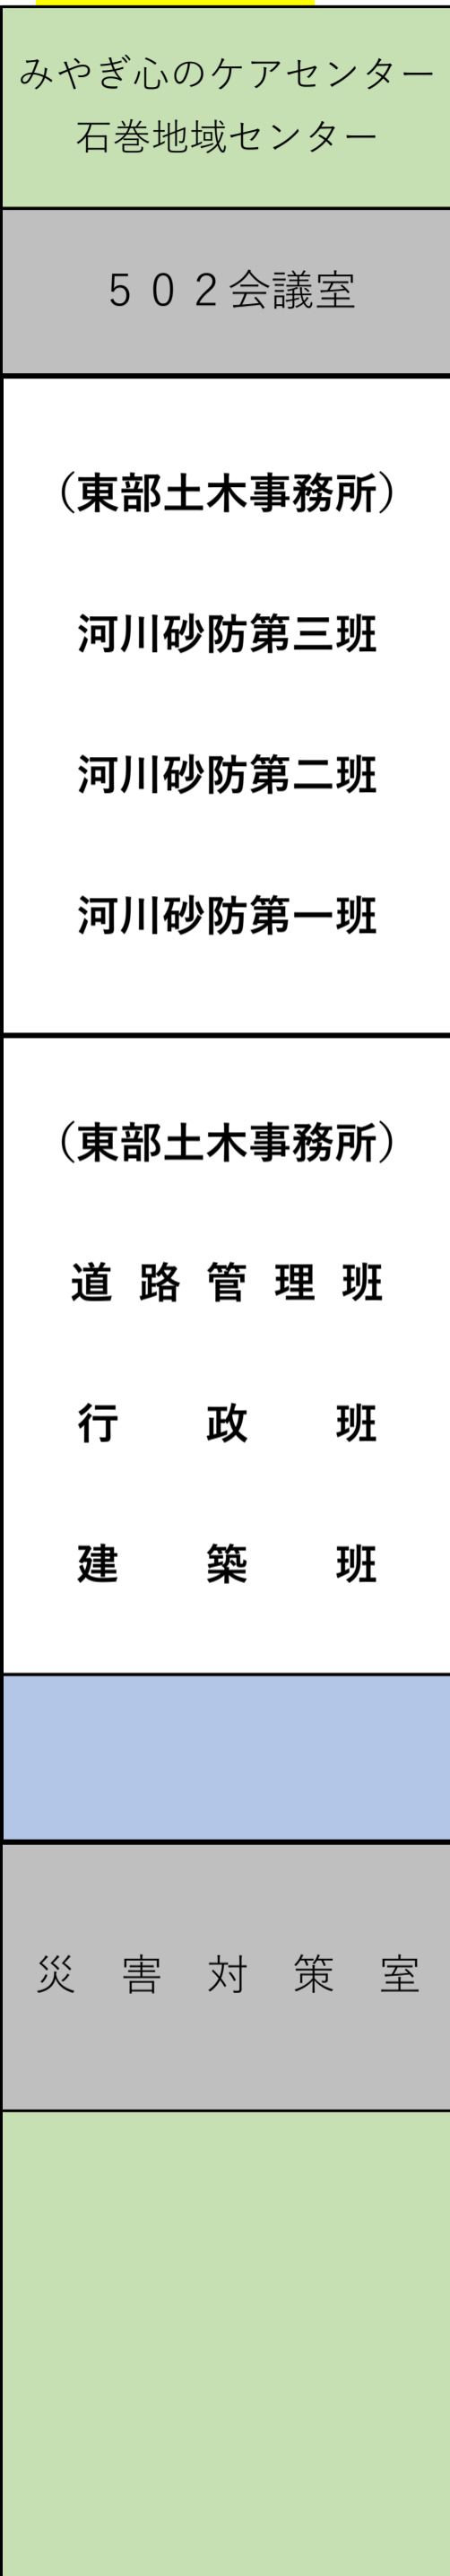 みやぎ心のケアセンター
石巻地域センター
５０２会議室
（東部土木事務所）
河川砂防第三班
河川砂防第二班
河川砂防第一班
（東部土木事務所）
道路管理班
行　政　班
建　築　班
災　害　対　策　室